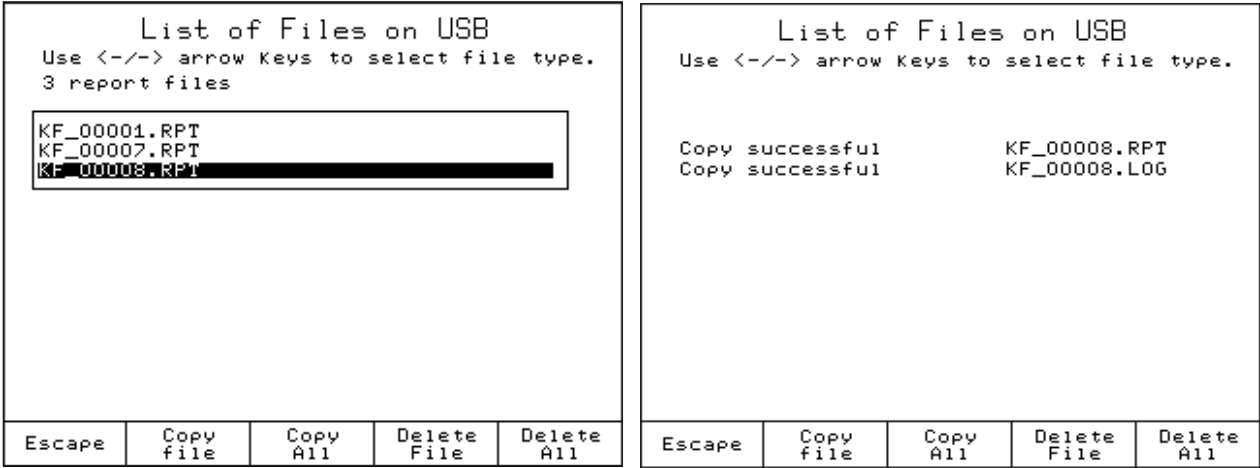 List of Files on USB
Use <-/-> arrow Keys to select file type.
3 report files
KF_00001.RPT
KF_00007.RPT
KF_00008.RPT
Escape
Copy
file
Copy
All
Delete
File
Delete
All
List of Files on USB
Use <-/-> arrow Keys to select file type.
Copy successful KF_00008.RPT
Copy successful KF_00008.LOG
Escape
Copy
file
Copy
All
Delete
File
Delete
All